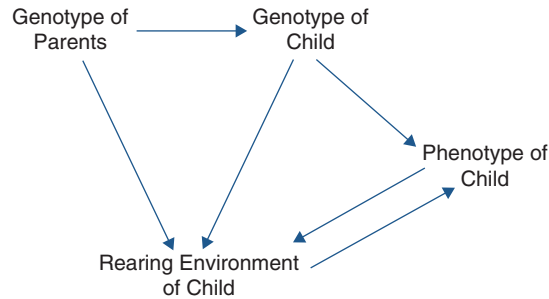 Genotype of
Parents
Genotype of
Child
Phenotype of
Child
Rearing Environment
of Child